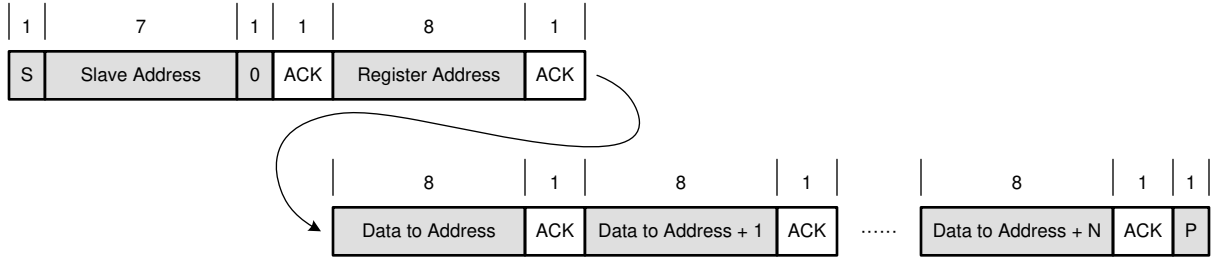 1 7 1 1 8 1
S Slave Address 0 ACK Register Address ACK
8 1 8 1 8 1 1
Data to Address ACK Data to Address + 1 ACK ...... Data to Address + N ACK P